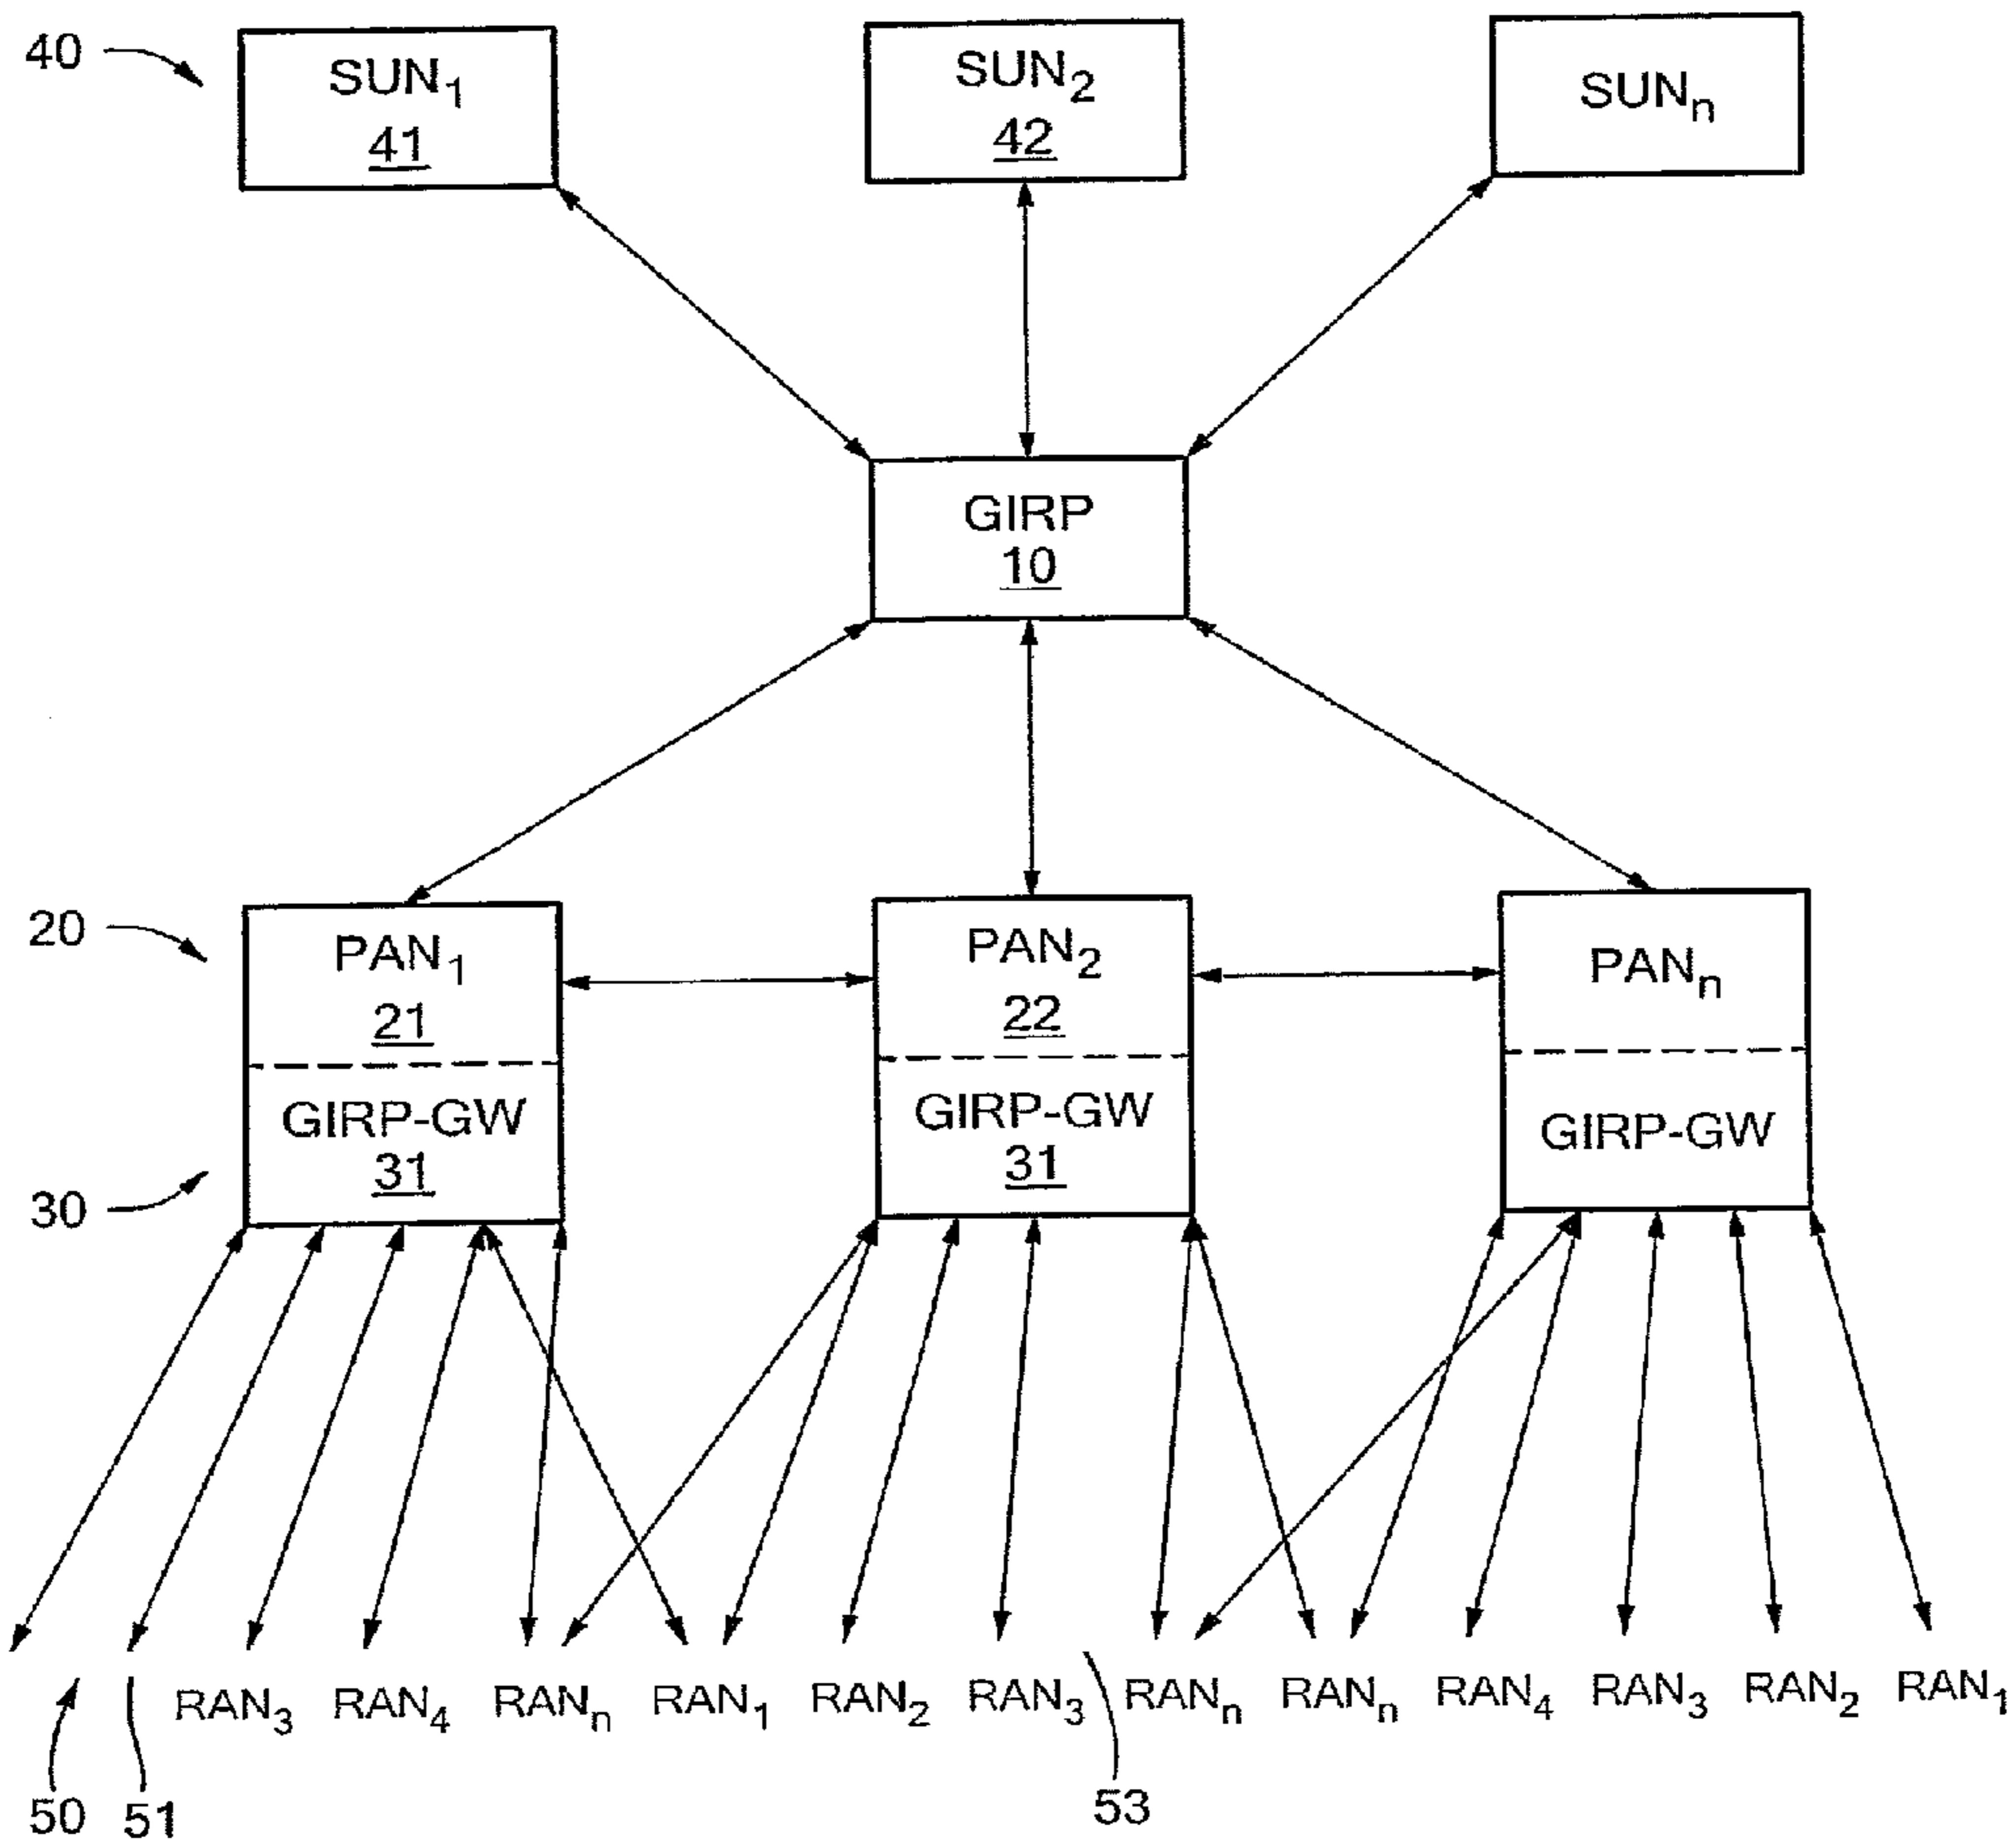 40
SUN₁
41
SUN₂
42
SUNₙ
GIRP
10
20
PAN₁
21
PAN₂
22
PANₙ
GIRP-GW
31
GIRP-GW
31
GIRP-GW
30
RAN₃ RAN₄ RANₙ RAN₁ RAN₂ RAN₃ RANₙ RANₙ RAN₄ RAN₃ RAN₂ RAN₁
50 51 53